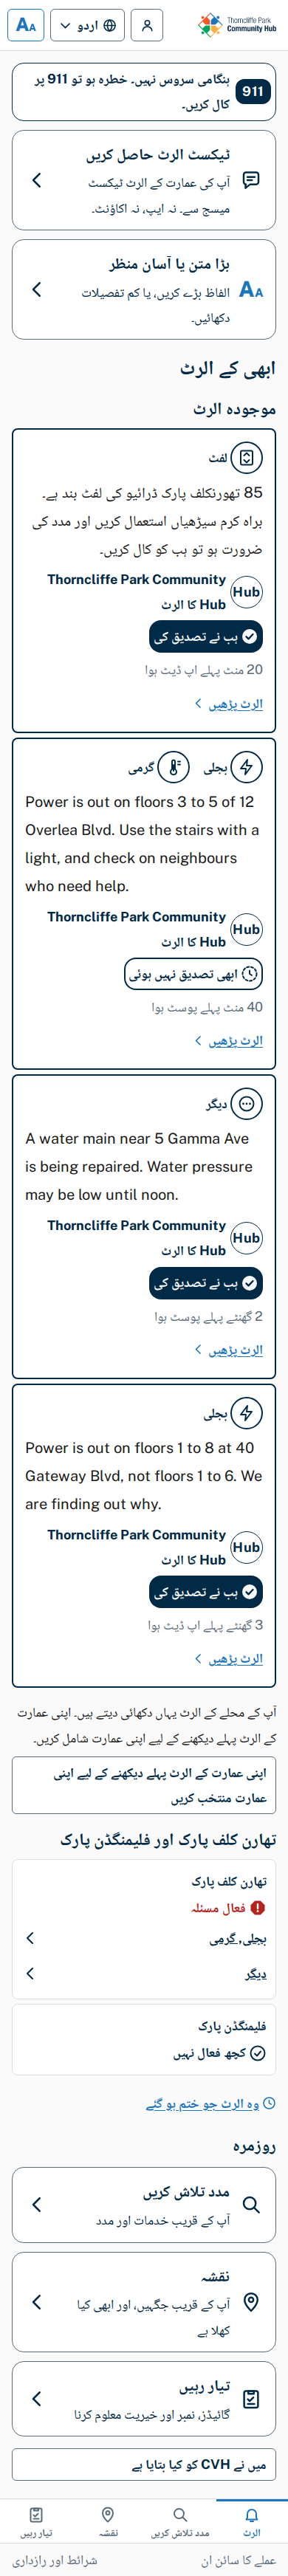 Thorncliffe Park
Community Hub
اردو
AA
911
ہنگامی سروس نہیں۔ خطرہ ہو تو 911 پر
کال کریں۔
ٹیکسٹ الرٹ حاصل کریں
آپ کی عمارت کے الرٹ ٹیکسٹ
میسج سے۔ نہ ایپ، نہ اکاؤنٹ۔
AA
بڑا متن یا آسان منظر
الفاظ بڑے کریں، یا کم تفصیلات
دکھائیں۔
ابھی کے الرٹ
موجودہ الرٹ
لفٹ
85 تھورنکلف پارک ڈرائیو کی لفٹ بند ہے۔
براہ کرم سیڑھیاں استعمال کریں اور مدد کی
ضرورت ہو تو ہب کو کال کریں۔
Hub
Thorncliffe Park Community
Hub کا الرٹ
ہب نے تصدیق کی
20 منٹ پہلے اپ ڈیٹ ہوا
الرٹ پڑھیں
بجلی
گرمی
Power is out on floors 3 to 5 of 12
Overlea Blvd. Use the stairs with a
light, and check on neighbours
who need help.
Hub
Thorncliffe Park Community
Hub کا الرٹ
ابھی تصدیق نہیں ہوئی
40 منٹ پہلے پوسٹ ہوا
الرٹ پڑھیں
دیگر
A water main near 5 Gamma Ave
is being repaired. Water pressure
may be low until noon.
Hub
Thorncliffe Park Community
Hub کا الرٹ
ہب نے تصدیق کی
2 گھنٹے پہلے پوسٹ ہوا
الرٹ پڑھیں
بجلی
Power is out on floors 1 to 8 at 40
Gateway Blvd, not floors 1 to 6. We
are finding out why.
Hub
Thorncliffe Park Community
Hub کا الرٹ
ہب نے تصدیق کی
3 گھنٹے پہلے اپ ڈیٹ ہوا
الرٹ پڑھیں
آپ کے محلے کے الرٹ یہاں دکھائی دیتے ہیں۔ اپنی عمارت
کے الرٹ پہلے دیکھنے کے لیے اپنی عمارت شامل کریں۔
اپنی عمارت کے الرٹ پہلے دیکھنے کے لیے اپنی
عمارت منتخب کریں
تھارن کلف پارک اور فلیمنگڈن پارک
تھارن کلف پارک
فعال مسئلہ
بجلی, گرمی
دیگر
فلیمنگڈن پارک
کچھ فعال نہیں
وہ الرٹ جو ختم ہو گئے
روزمرہ
مدد تلاش کریں
آپ کے قریب خدمات اور مدد
نقشہ
آپ کے قریب جگہیں، اور ابھی کیا
کھلا ہے
تیار رہیں
گائیڈز، نمبر اور خیریت معلوم کرنا
میں نے CVH کو کیا بتایا ہے
الرٹ
مدد تلاش کریں
نقشہ
تیار رہیں
عملے کا سائن ان
شرائط اور رازداری